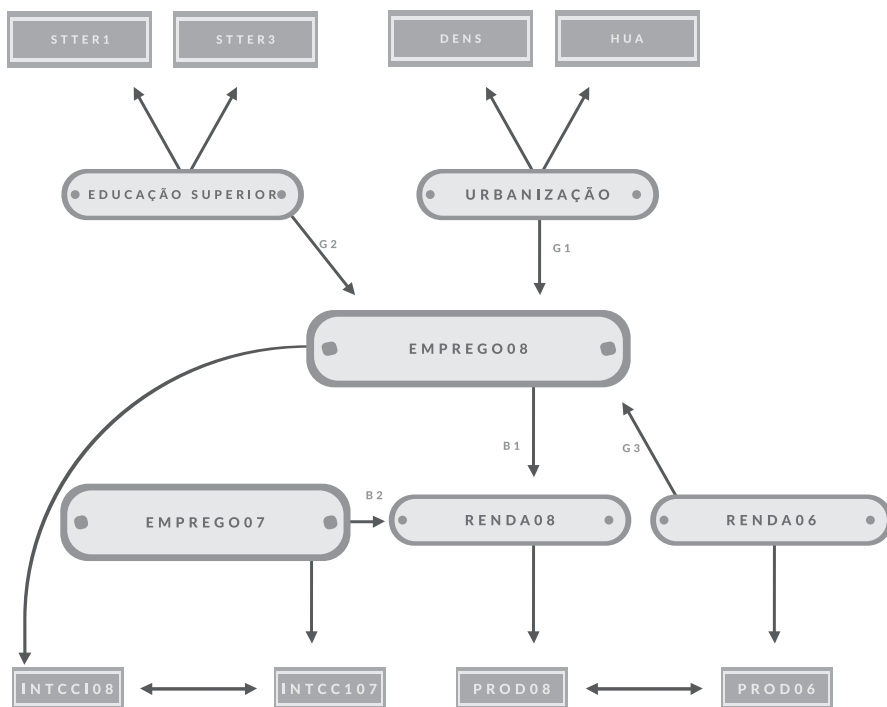 STTER1
STTER3
DENS
HUA
EDUCAÇÃO SUPERIOR
URBANIZAÇÃO
G2
G1
EMPREGO08
B1
G3
B2
EMPREGO07
RENDA08
RENDA06
INTCCI08
INTCC107
PROD08
PROD06